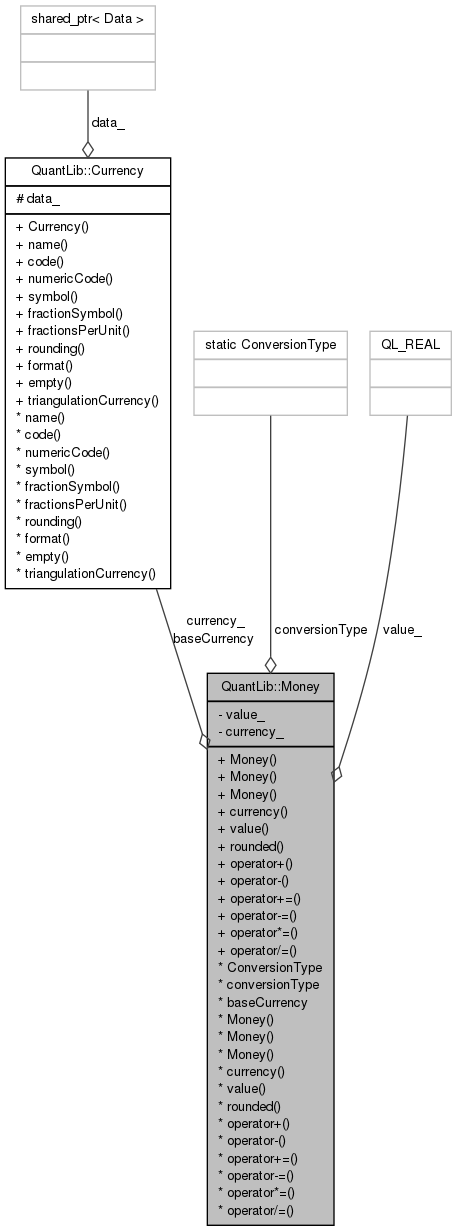 shared_ptr< Data >
data_
QuantLib::Currency
# data_
+ Currency()
+ name()
+ code()
+ numericCode()
+ symbol()
+ fractionSymbol()
+ fractionsPerUnit()
+ rounding()
+ format()
+ empty()
+ triangulationCurrency()
* name()
* code()
* numericCode()
* symbol()
* fractionSymbol()
* fractionsPerUnit()
* rounding()
* format()
* empty()
* triangulationCurrency()
static ConversionType
QL_REAL
currency_
baseCurrency
conversionType
value_
QuantLib::Money
- value_
- currency_
+ Money()
+ Money()
+ Money()
+ currency()
+ value()
+ rounded()
+ operator+()
+ operator-()
+ operator+=()
+ operator-=()
+ operator*=()
+ operator/=()
* ConversionType
* conversionType
* baseCurrency
* Money()
* Money()
* Money()
* currency()
* value()
* rounded()
* operator+()
* operator-()
* operator+=()
* operator-=()
* operator*=()
* operator/=()